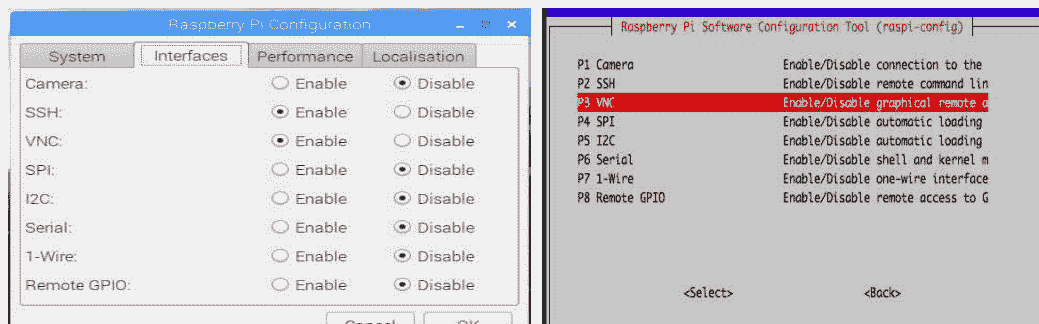 Raspberry Pi Configuration
System Interfaces Performance Localisation
Camera: Enable Disable
SSH: Enable Disable
VNC: Enable Disable
SPI: Enable Disable
I2C: Enable Disable
Serial: Enable Disable
1-Wire: Enable Disable
Remote GPIO: Enable Disable
Cancel OK
Raspberry Pi Software Configuration Tool (raspi-config)
P1 Camera Enable/Disable connection to the
P2 SSH Enable/Disable remote command lin
P3 VNC Enable/Disable graphical remote a
P4 SPI Enable/Disable automatic loading
P5 I2C Enable/Disable automatic loading
P6 Serial Enable/Disable shell and kernel m
P7 1-Wire Enable/Disable one-wire interface
P8 Remote GPIO Enable/Disable remote access to G
<Select> <Back>